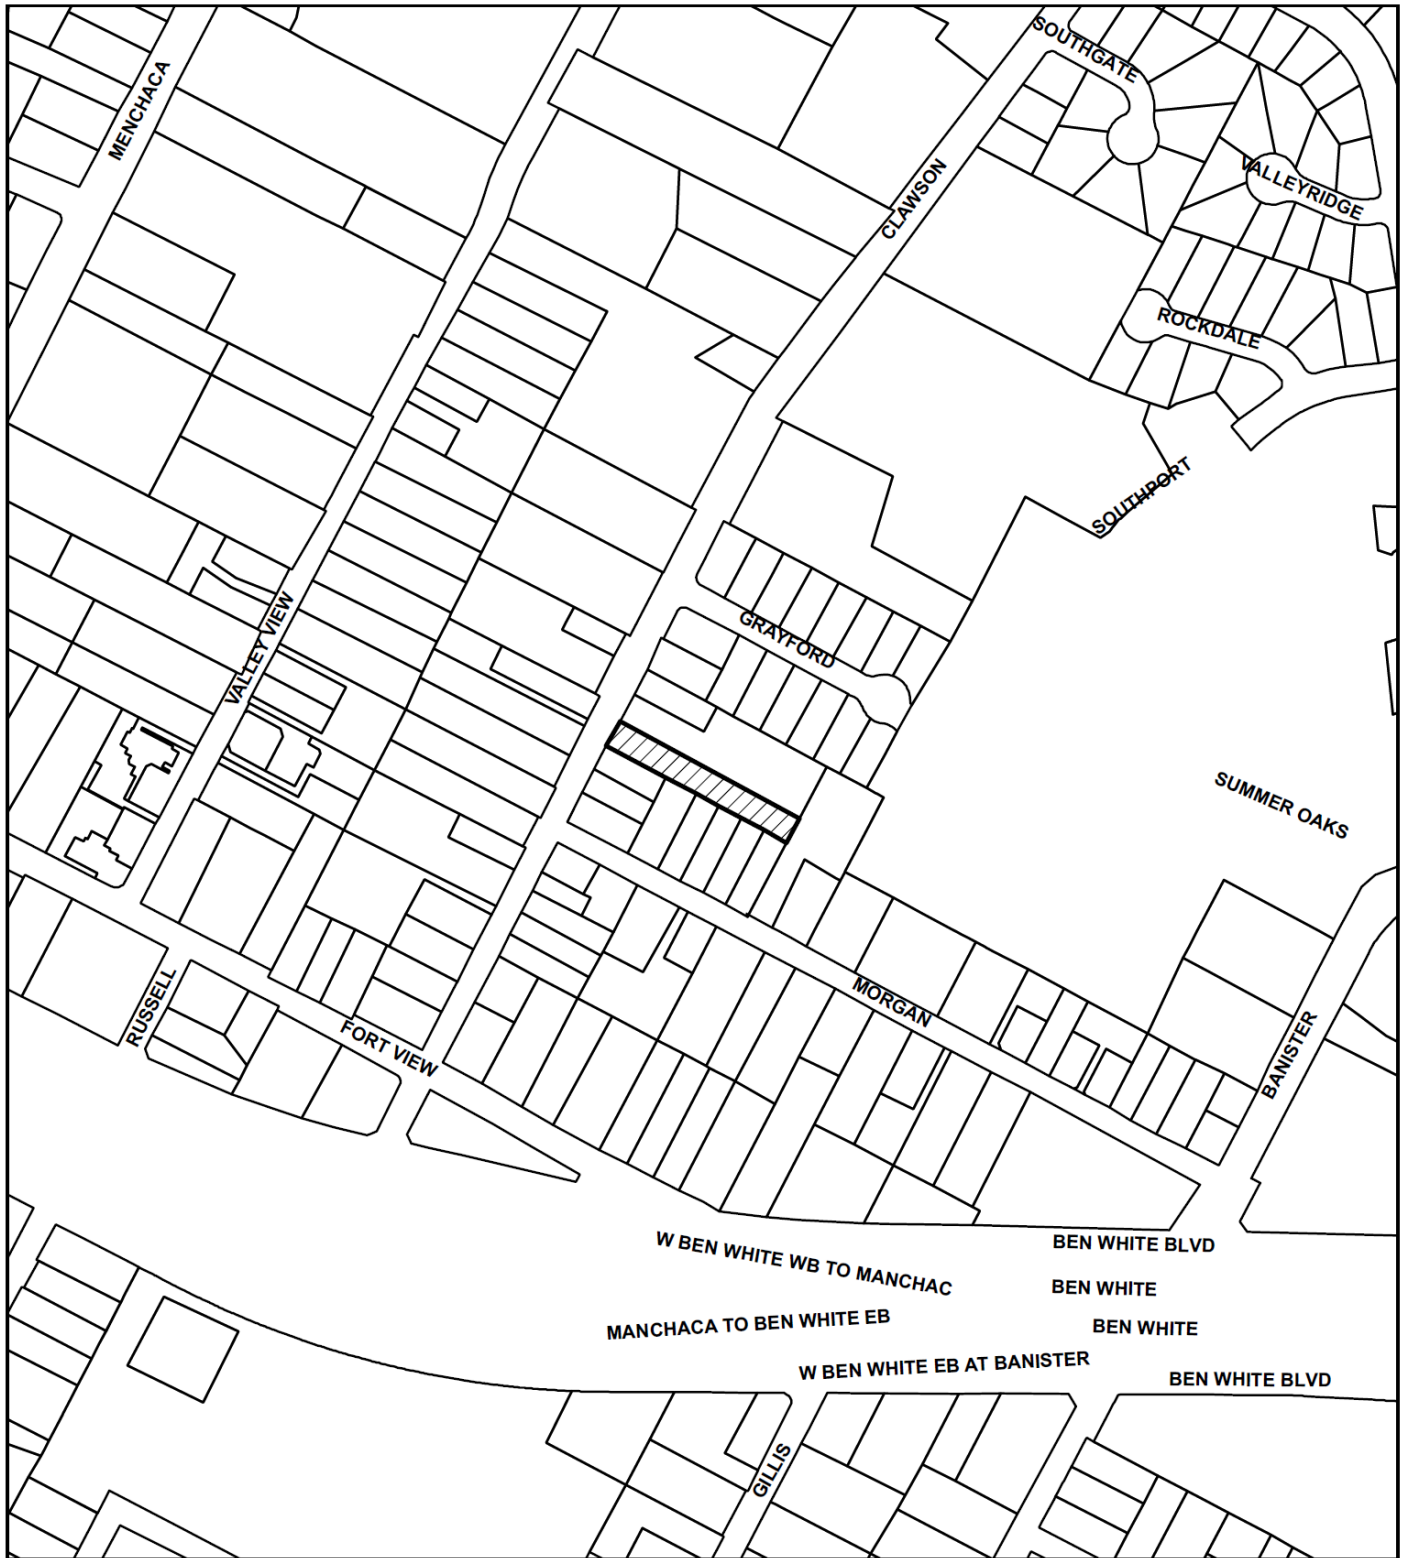 SOUTHGATE
MENCHACA
VALLEYRIDGE
CLAWSON
ROCKDALE
SOUTHPORT
GRAYFORD
VALLEY VIEW
SUMMER OAKS
MORGAN
RUSSELL
FORT VIEW
BANISTER
W BEN WHITE WB TO MANCHAC
BEN WHITE BLVD
BEN WHITE
MANCHACA TO BEN WHITE EB
BEN WHITE
W BEN WHITE EB AT BANISTER
BEN WHITE BLVD
GILLIS